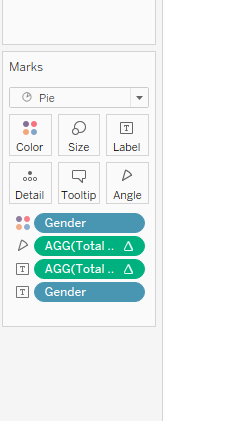 Marks
Pie
Color Size Label
Detail Tooltip Angle
Gender
AGG(Total ..
AGG(Total ..
Gender